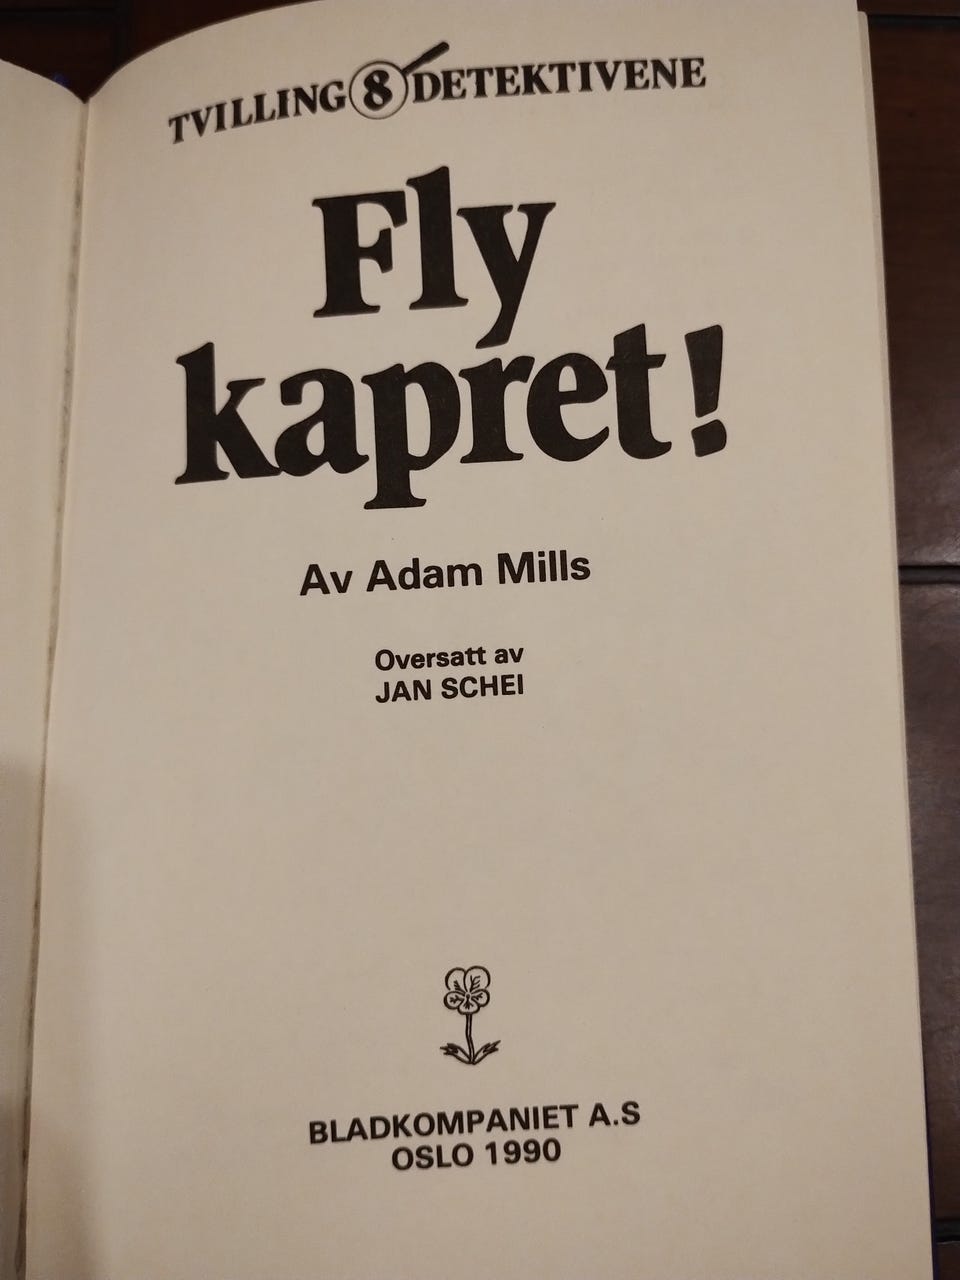 TVILLING 8 DETEKTIVENE
Fly
kapret!
Av Adam Mills
Oversatt av
JAN SCHEI
BLADKOMPANIET A.S
OSLO 1990